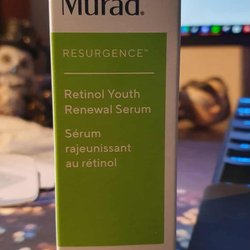 Murad.
RESURGENCE™
Retinol Youth
Renewal Serum
Sérum
rajeunissant
au rétinol